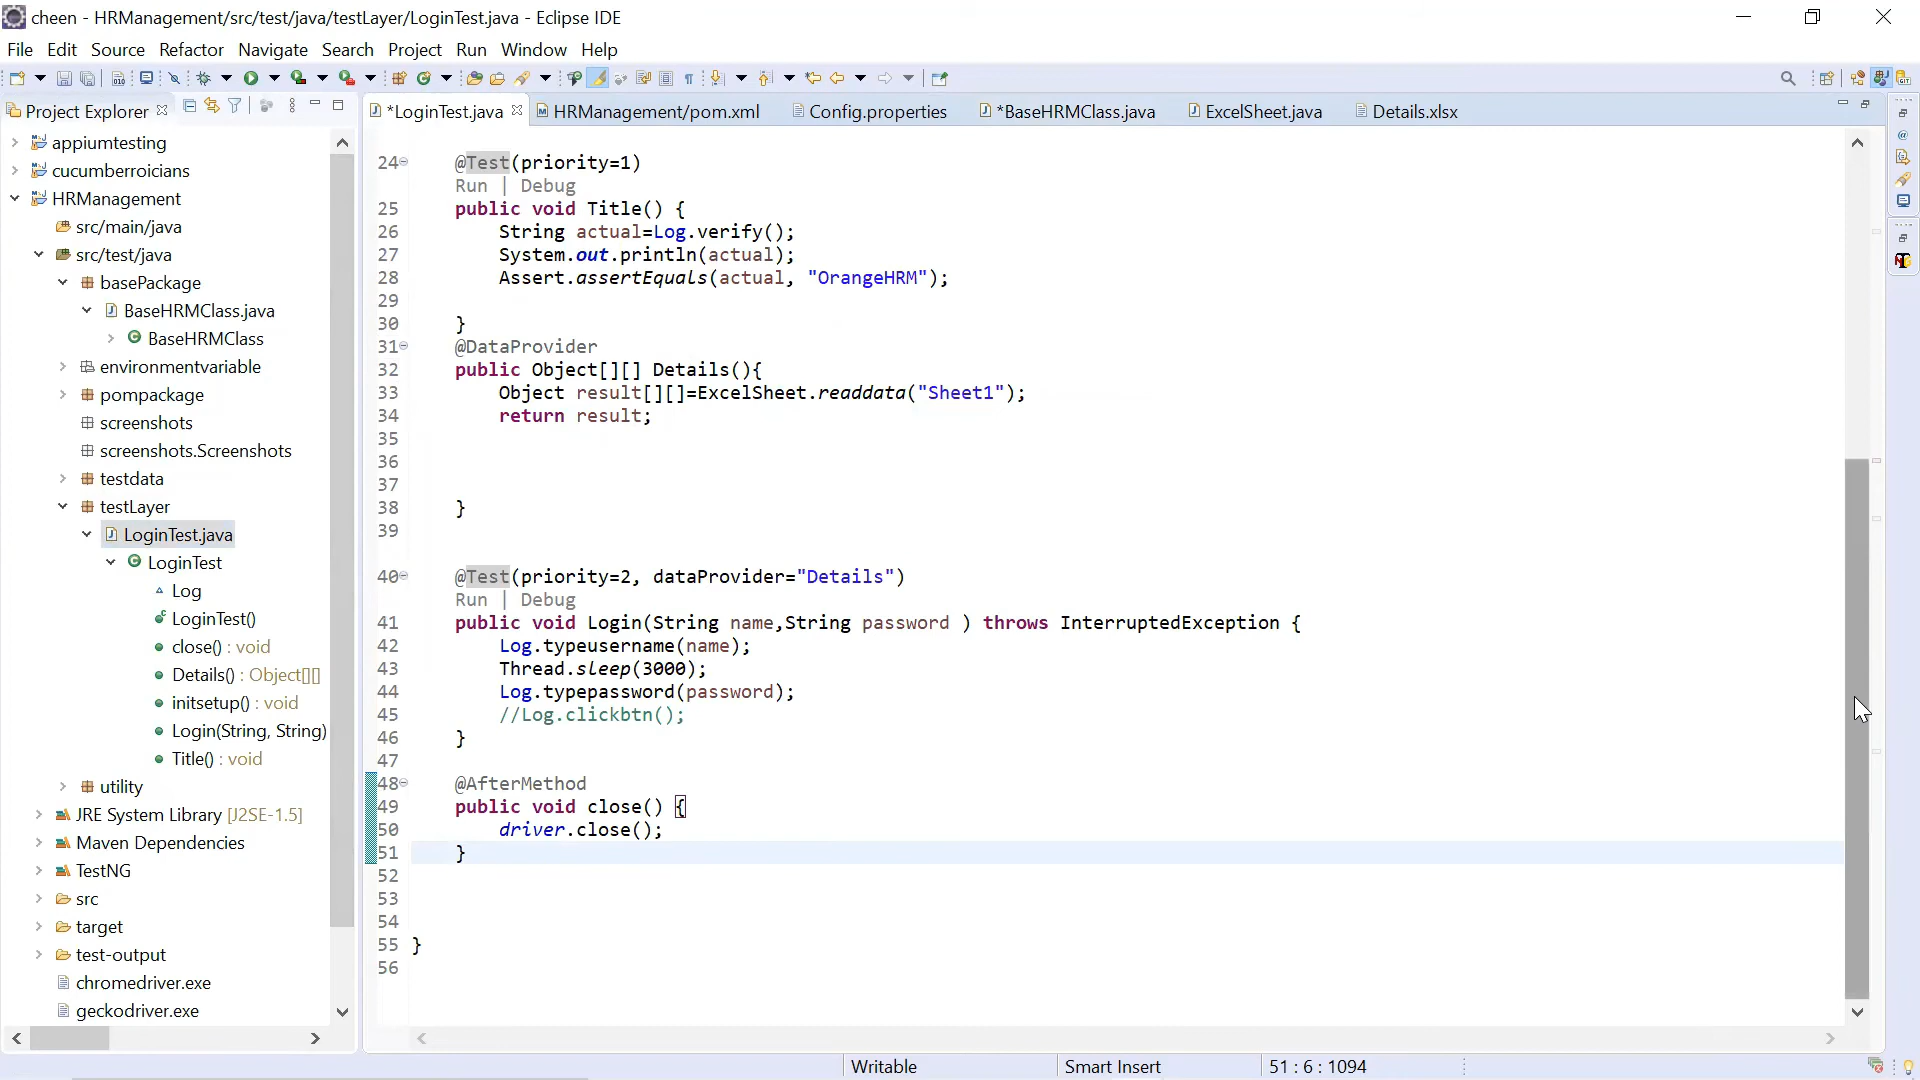 cheen - HRManagement/src/test/java/testLayer/LoginTest.java - Eclipse IDE
File Edit Source Refactor Navigate Search Project Run Window Help
Project Explorer
*LoginTest.java HRManagement/pom.xml Config.properties *BaseHRMClass.java ExcelSheet.java Details.xlsx
appiumtesting
cucumberroicians
HRManagement
src/main/java
src/test/java
basePackage
BaseHRMClass.java
BaseHRMClass
environmentvariable
pompackage
screenshots
screenshots.Screenshots
testdata
testLayer
LoginTest.java
LoginTest
Log
LoginTest()
close() : void
Details() : Object[][]
initsetup() : void
Login(String, String)
Title() : void
utility
JRE System Library [J2SE-1.5]
Maven Dependencies
TestNG
src
target
test-output
chromedriver.exe
geckodriver.exe
24 @Test(priority=1)
Run | Debug
25 public void Title() {
26 String actual=Log.verify();
27 System.out.println(actual);
28 Assert.assertEquals(actual, "OrangeHRM");
29
30 }
31 @DataProvider
32 public Object[][] Details(){
33 Object result[][]=ExcelSheet.readdata("Sheet1");
34 return result;
35
36
37
38 }
39
40 @Test(priority=2, dataProvider="Details")
Run | Debug
41 public void Login(String name,String password ) throws InterruptedException {
42 Log.typeusername(name);
43 Thread.sleep(3000);
44 Log.typepassword(password);
45 //Log.clickbtn();
46 }
47
48 @AfterMethod
49 public void close() {
50 driver.close();
51 }
52
53
54
55 }
56
Writable Smart Insert 51 : 6 : 1094